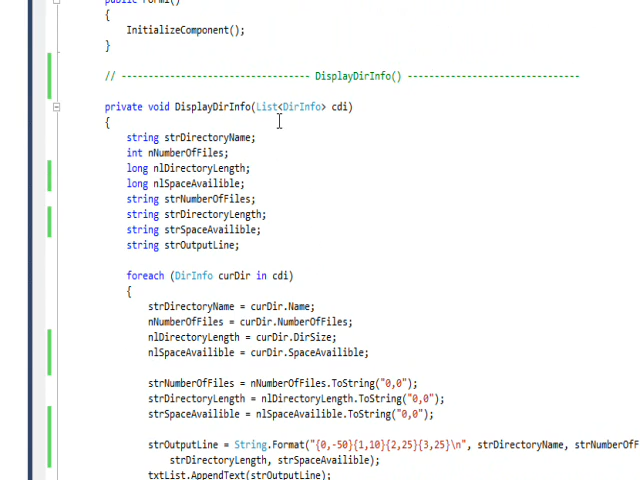 public Form1()
{
InitializeComponent();
}
// ----------------------------------- DisplayDirInfo() --------------------------------
private void DisplayDirInfo(List<DirInfo> cdi)
{
string strDirectoryName;
int nNumberOfFiles;
long nlDirectoryLength;
long nlSpaceAvailible;
string strNumberOfFiles;
string strDirectoryLength;
string strSpaceAvailible;
string strOutputLine;
foreach (DirInfo curDir in cdi)
{
strDirectoryName = curDir.Name;
nNumberOfFiles = curDir.NumberOfFiles;
nlDirectoryLength = curDir.DirSize;
nlSpaceAvailible = curDir.SpaceAvailible;
strNumberOfFiles = nNumberOfFiles.ToString("0,0");
strDirectoryLength = nlDirectoryLength.ToString("0,0");
strSpaceAvailible = nlSpaceAvailible.ToString("0,0");
strOutputLine = String.Format("{0,-50}{1,10}{2,25}{3,25}\n", strDirectoryName, strNumberOfF
strDirectoryLength, strSpaceAvailible);
txtList.AppendText(strOutputLine);